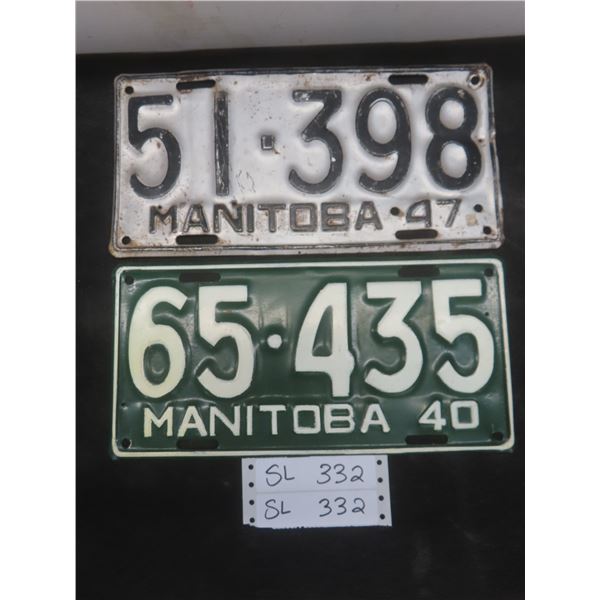 51·398
MANITOBA 47
65·435
MANITOBA 40
SL 332
SL 332